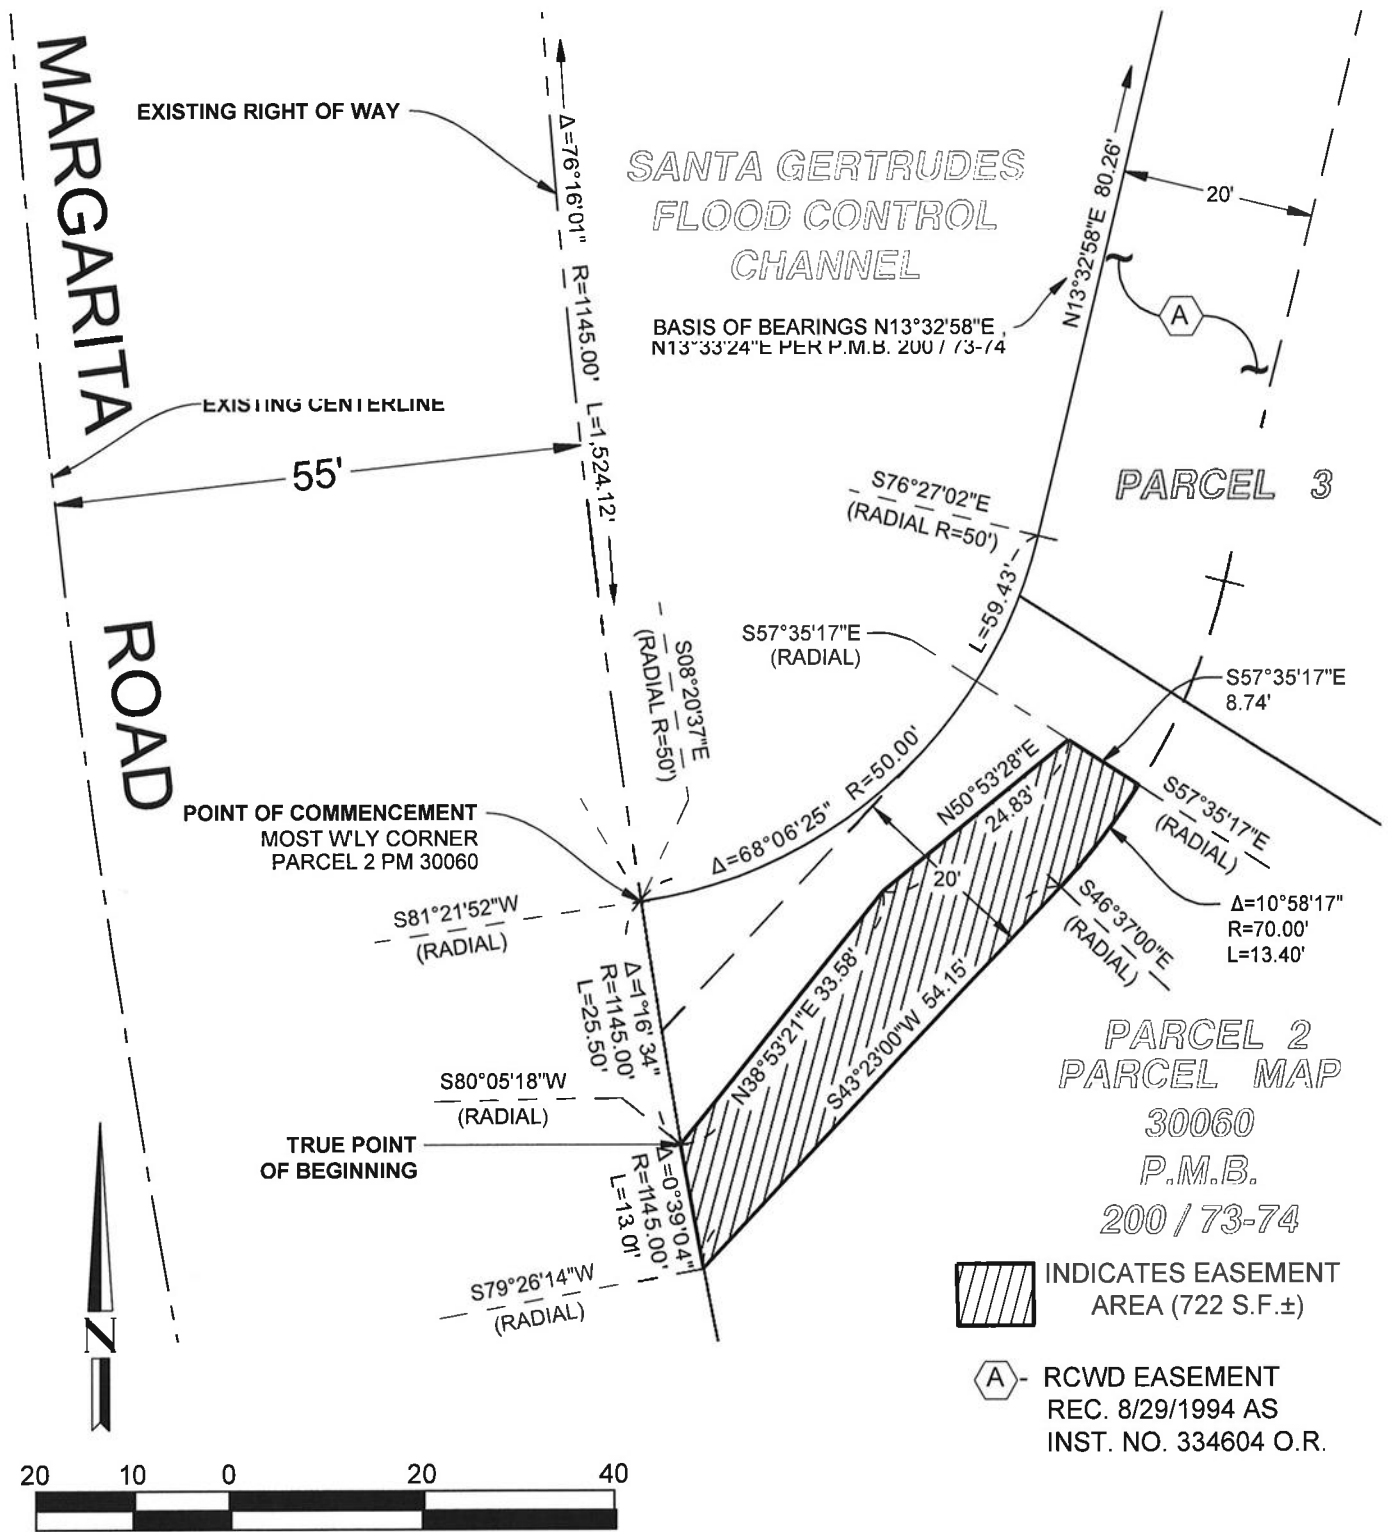 MARGARITA
ROAD
EXISTING RIGHT OF WAY
Δ=76°16'01" R=1145.00' L=1,524.12'
SANTA GERTRUDES
FLOOD CONTROL
CHANNEL
BASIS OF BEARINGS N13°32'58"E ,
N13°33'24"E PER P.M.B. 200 / 73-74
N13°32'58"E 80.26'
20'
A
EXISTING CENTERLINE
55'
PARCEL 3
S76°27'02"E
(RADIAL R=50')
L=59.43'
S57°35'17"E
(RADIAL)
S08°20'37"E
(RADIAL R=50')
S57°35'17"E
8.74'
POINT OF COMMENCEMENT
MOST W'LY CORNER
PARCEL 2 PM 30060
Δ=68°06'25" R=50.00'
N50°53'28"E
24.83'
20'
S57°35'17"E
(RADIAL)
S46°37'00"E
(RADIAL)
Δ=10°58'17"
R=70.00'
L=13.40'
S81°21'52"W
(RADIAL)
Δ=1°16'34"
R=1145.00'
L=25.50'
N38°53'21"E 33.58'
S43°23'00"W 54.15'
S80°05'18"W
(RADIAL)
TRUE POINT
OF BEGINNING
Δ=0°39'04"
R=1145.00'
L=13.01'
S79°26'14"W
(RADIAL)
PARCEL 2
PARCEL MAP
30060
P.M.B.
200 / 73-74
INDICATES EASEMENT
AREA (722 S.F.±)
A - RCWD EASEMENT
REC. 8/29/1994 AS
INST. NO. 334604 O.R.
N
20 10 0 20 40